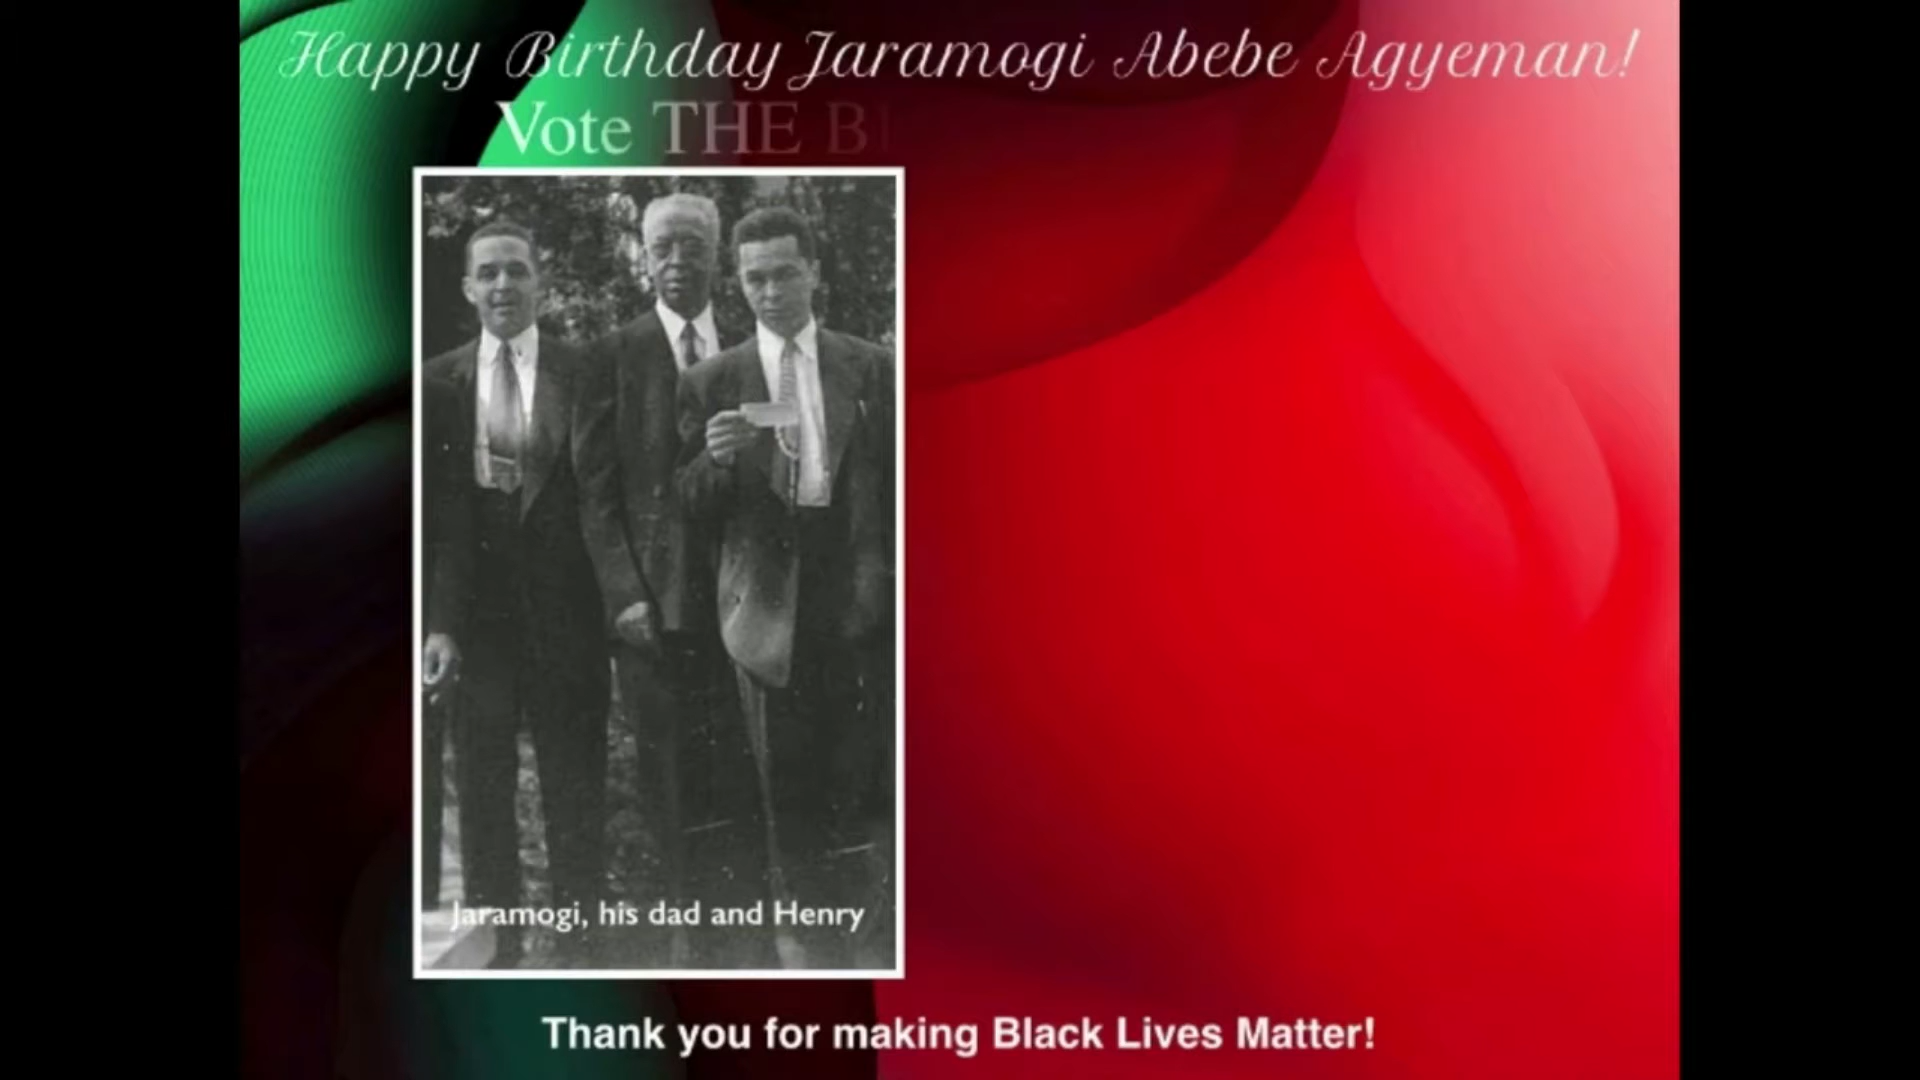 Happy Birthday Jaramogi Abebe Agyeman!
Vote THE
Jaramogi, his dad and Henry
Thank you for making Black Lives Matter!